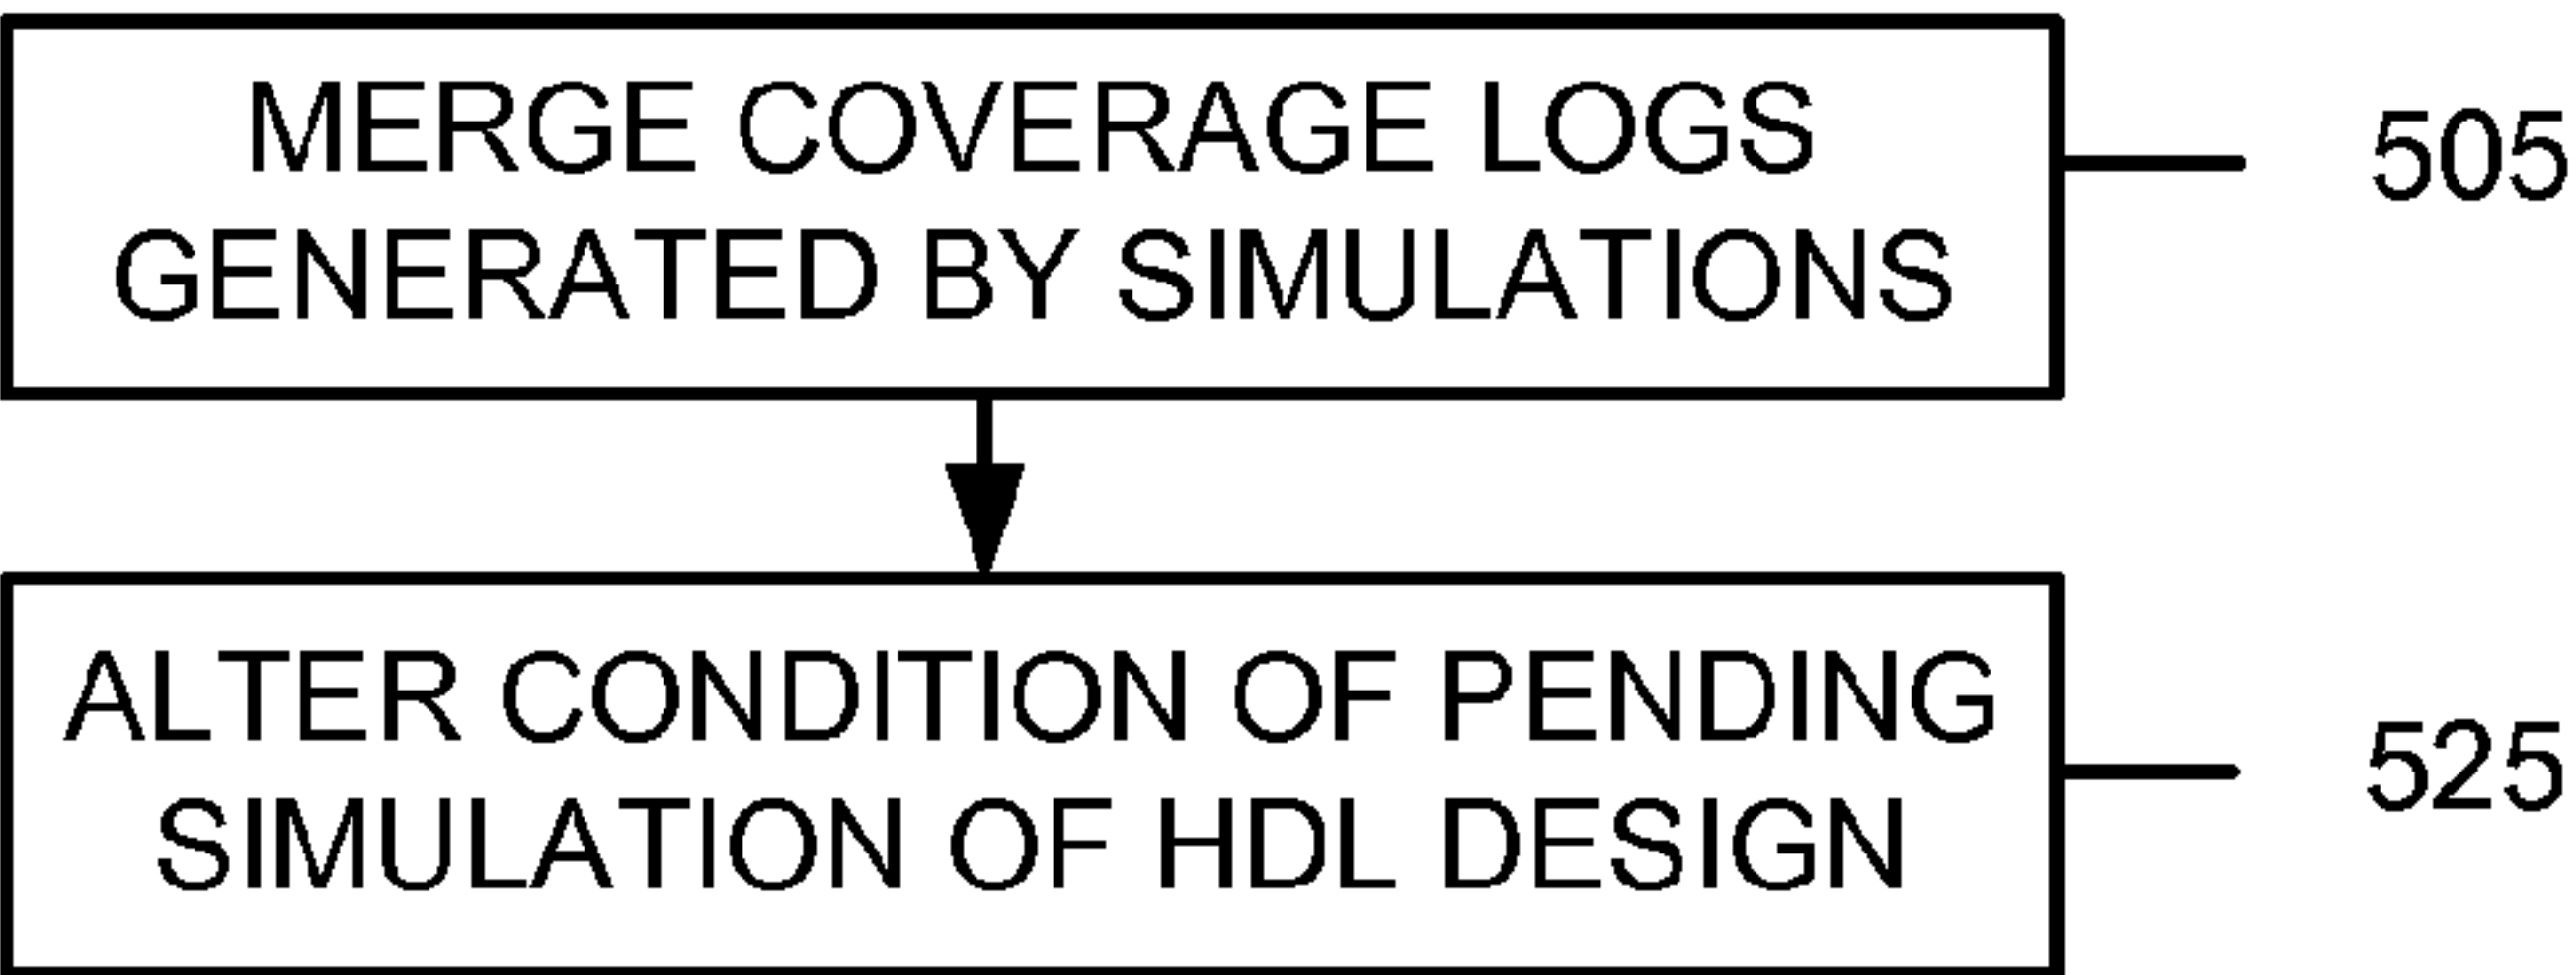 MERGE COVERAGE LOGS
GENERATED BY SIMULATIONS
505
ALTER CONDITION OF PENDING
SIMULATION OF HDL DESIGN
525